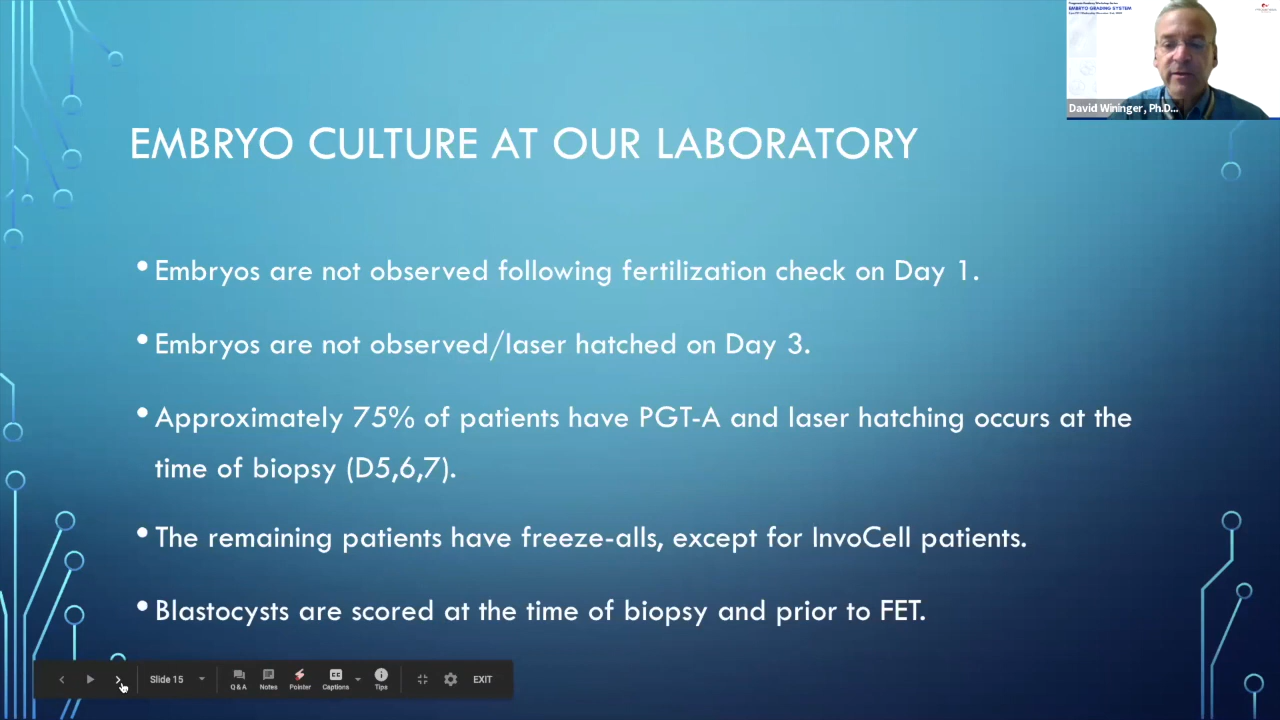 EMBRYO GRADING SYSTEM
David Wininger, Ph.D...
EMBRYO CULTURE AT OUR LABORATORY
• Embryos are not observed following fertilization check on Day 1.
• Embryos are not observed/laser hatched on Day 3.
• Approximately 75% of patients have PGT-A and laser hatching occurs at the
time of biopsy (D5,6,7).
• The remaining patients have freeze-alls, except for InvoCell patients.
• Blastocysts are scored at the time of biopsy and prior to FET.
Slide 15
Q&A
Notes
Pointer
CC
Captions
Tips
EXIT